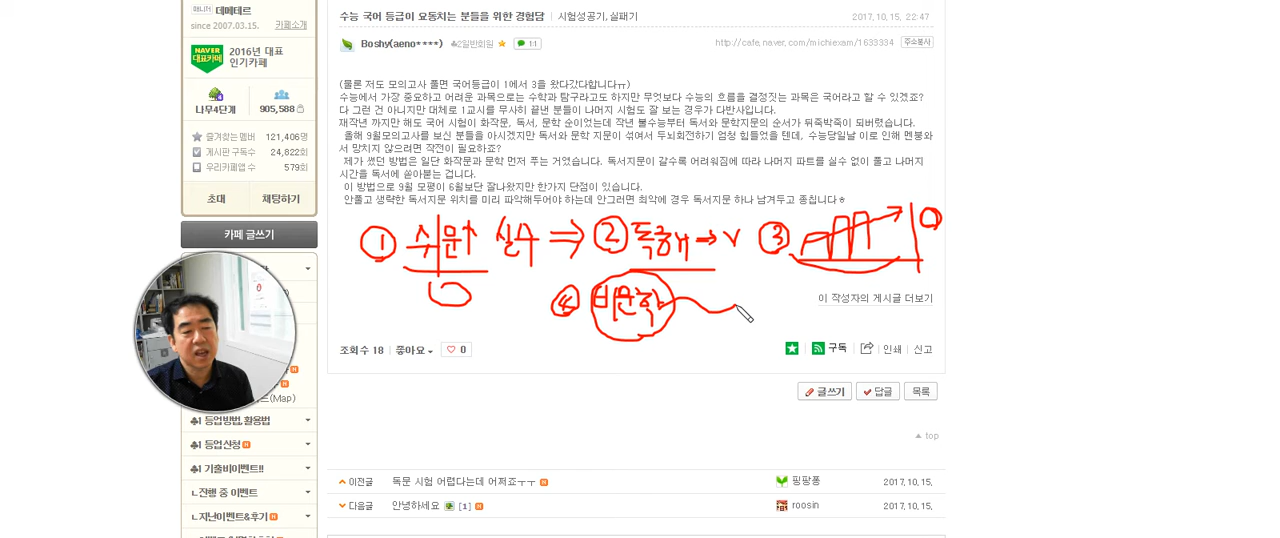 매니저 데메테르
since 2007.03.15. 카페소개
NAVER 대표카페
2016년 대표
인기카페
나무4단계 905,588
즐겨찾는 멤버 121,406명
게시판 구독수 24,822회
우리카페앱 수 579회
초대 채팅하기
카페 글쓰기
(Map)
등업방법,활용법
등업신청 N
기출비이벤트!!
ㄴ진행 중 이벤트
ㄴ지난이벤트&후기 N
수능 국어 등급이 요동치는 분들을 위한 경험담 | 시험성공기,실패기 2017.10.15. 22:47
Boshy(aeno****) 2일반회원 1:1 http://cafe.naver.com/michiexam/1633334 주소복사
(물론 저도 모의고사 풀면 국어등급이 1에서 3을 왔다갔다합니다ㅠ)
수능에서 가장 중요하고 어려운 과목으로는 수학과 탐구라고도 하지만 무엇보다 수능의 흐름을 결정짓는 과목은 국어라고 할 수 있겠죠?
다 그런 건 아니지만 대체로 1교시를 무사히 끝낸 분들이 나머지 시험도 잘 보는 경우가 다반사입니다.
재작년 까지만 해도 국어 시험이 화작문, 독서, 문학 순이었는데 작년 불수능부터 독서와 문학지문의 순서가 뒤죽박죽이 되버렸습니다.
올해 9월모의고사를 보신 분들을 아시겠지만 독서와 문학 지문이 섞여서 두뇌회전하기 엄청 힘들었을 텐데, 수능당일날 이로 인해 멘붕와
서 망치지 않으려면 작전이 필요하죠?
제가 썼던 방법은 일단 화작문과 문학 먼저 푸는 거였습니다. 독서지문이 갈수록 어려워짐에 따라 나머지 파트를 실수 없이 풀고 나머지
시간을 독서에 쏟아붇는 겁니다.
이 방법으로 9월 모평이 6월보단 잘나왔지만 한가지 단점이 있습니다.
안풀고 생략한 독서지문 위치를 미리 파악해두어야 하는데 안그러면 최악에 경우 독서지문 하나 남겨두고 종칩니다ㅎ
① ⇒ ② ③ ①
④ 비문학
이 작성자의 게시글 더보기
조회수 18 | 좋아요 0 구독 인쇄 | 신고
글쓰기 답글 목록
top
이전글 독문 시험 어렵다는데 어쩌죠ㅜㅜ N 핑팡퐁 2017.10.15.
다음글 안녕하세요 [1] N roosin 2017.10.15.